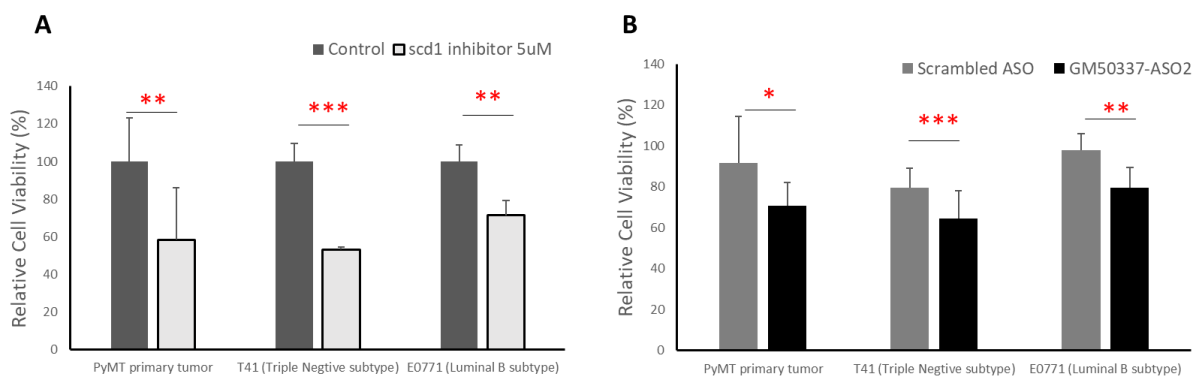 A
Control scd1 inhibitor 5uM
Relative Cell Viability (%)
140
120
100
80
60
40
20
0
** *** **
PyMT primary tumor T41 (Triple Negtive subtype) E0771 (Luminal B subtype)
B
Scrambled ASO GM50337-ASO2
Relative Cell Viability (%)
140
120
100
80
60
40
20
0
* *** **
PyMT primary tumor T41 (Triple Negtive subtype) E0771 (Luminal B subtype)